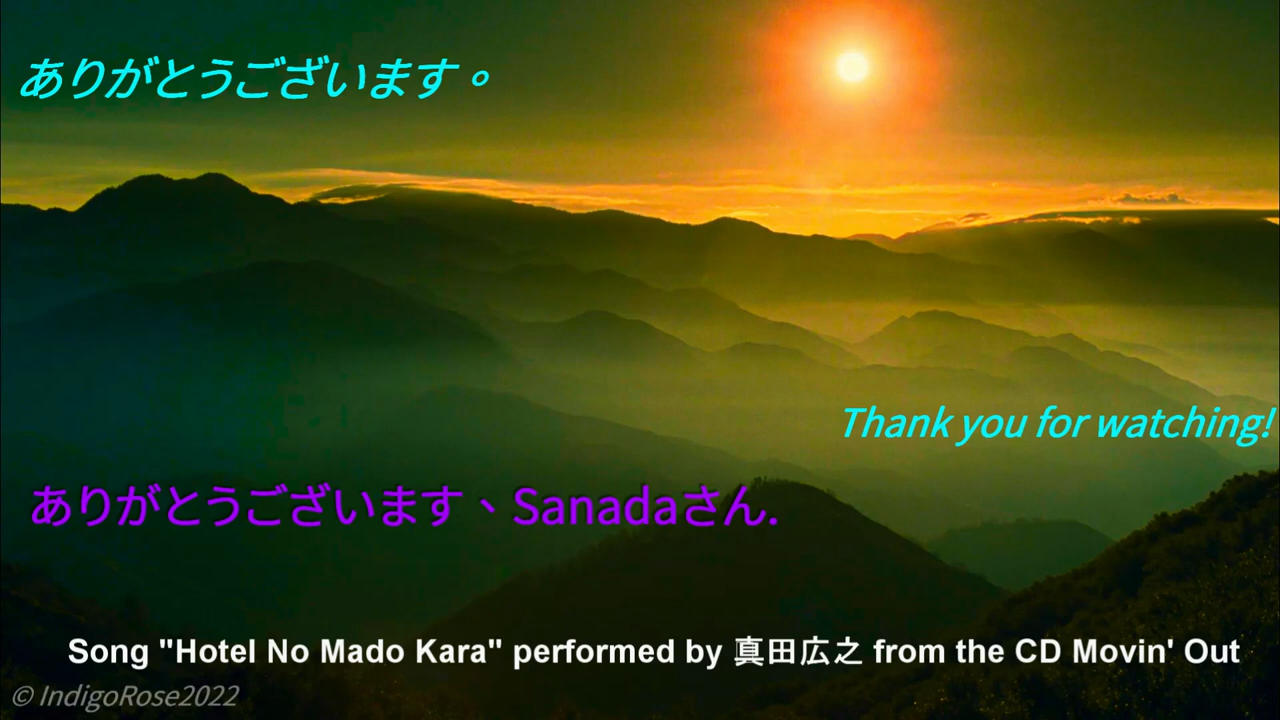 ありがとうございます。
Thank you for watching!
ありがとうございます、Sanadaさん.
Song "Hotel No Mado Kara" performed by 真田広之 from the CD Movin' Out
© IndigoRose2022